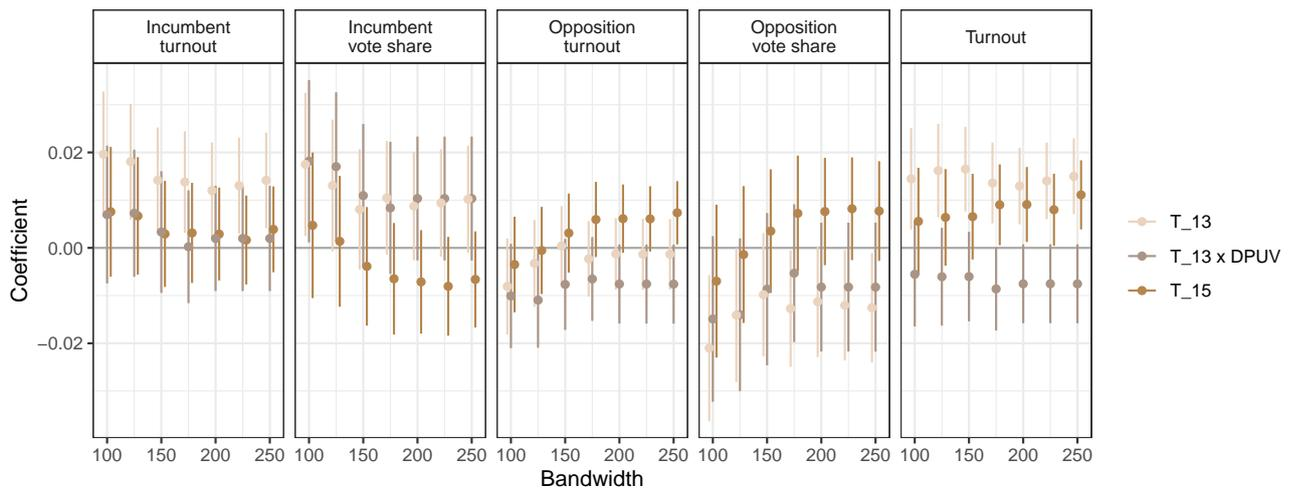 Incumbent
turnout
Incumbent
vote share
Opposition
turnout
Opposition
vote share
Turnout
0.02
0.00
−0.02
Coefficient
100 150 200 250
100 150 200 250
100 150 200 250
100 150 200 250
100 150 200 250
Bandwidth
T_13
T_13 x DPUV
T_15